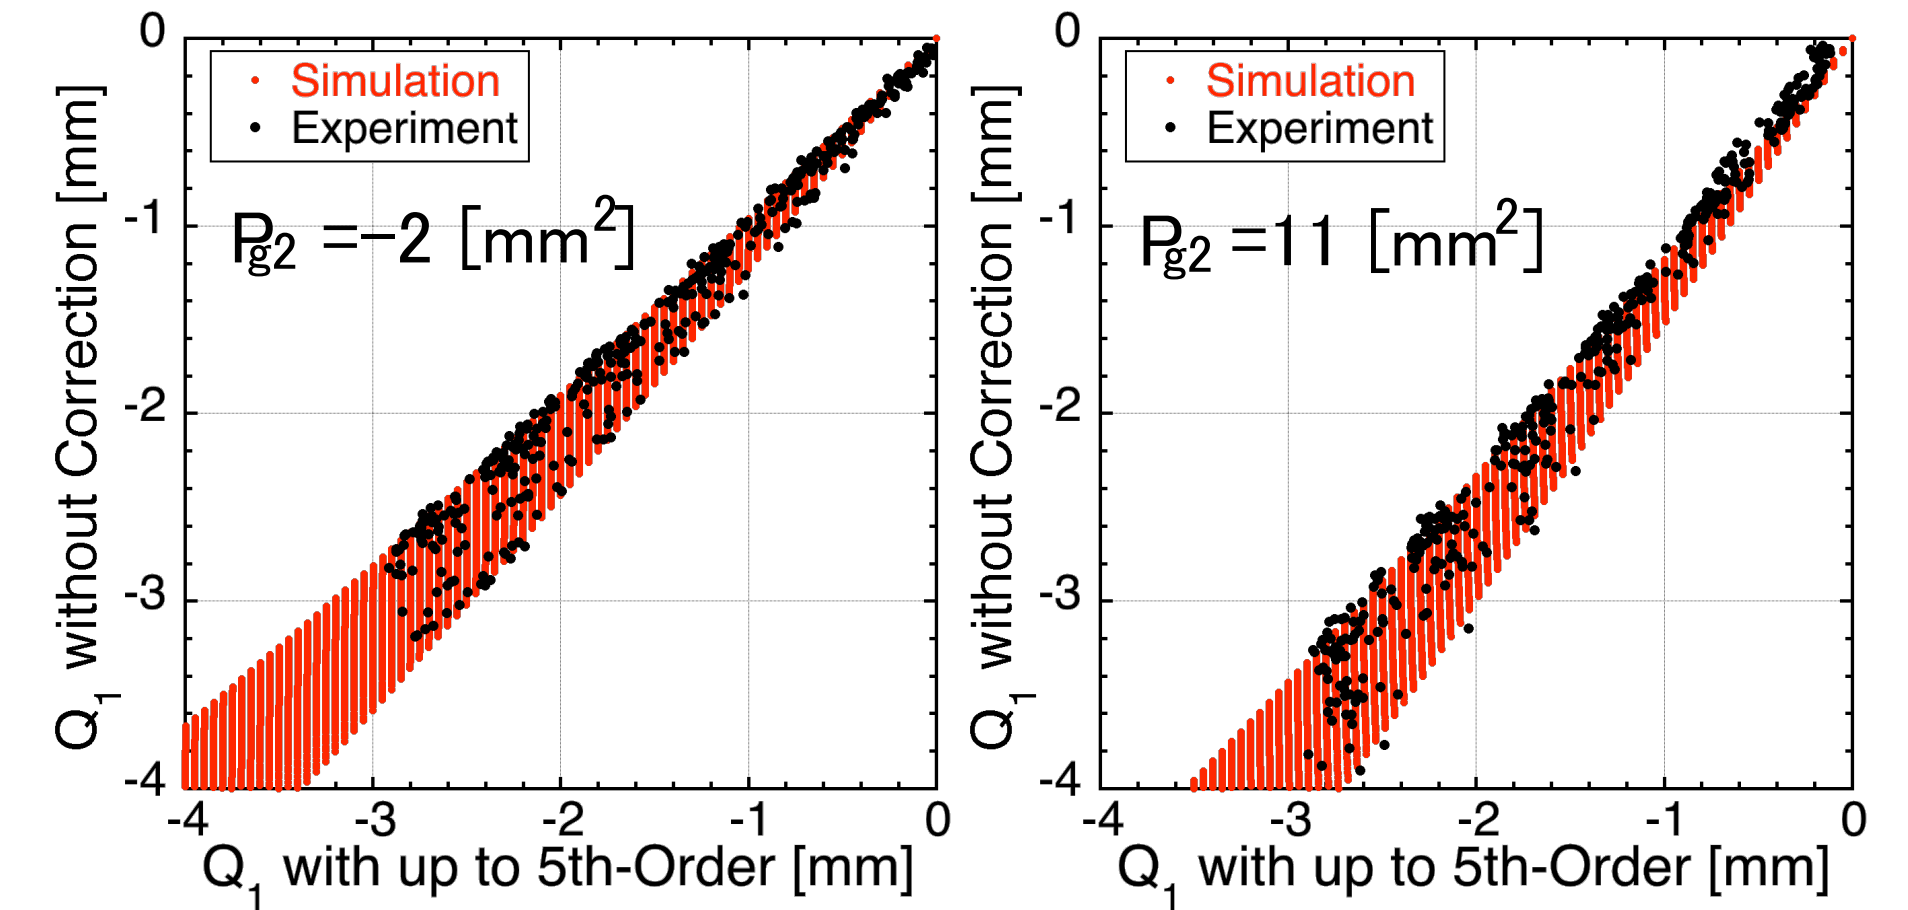 0
Simulation
Experiment
-1
Pg2 =−2 [mm2]
-2
-3
-4
Q1 without Correction [mm]
-4 -3 -2 -1 0
Q1 with up to 5th-Order [mm]
0
Simulation
Experiment
-1
Pg2 =11 [mm2]
-2
-3
-4
Q1 without Correction [mm]
-4 -3 -2 -1 0
Q1 with up to 5th-Order [mm]